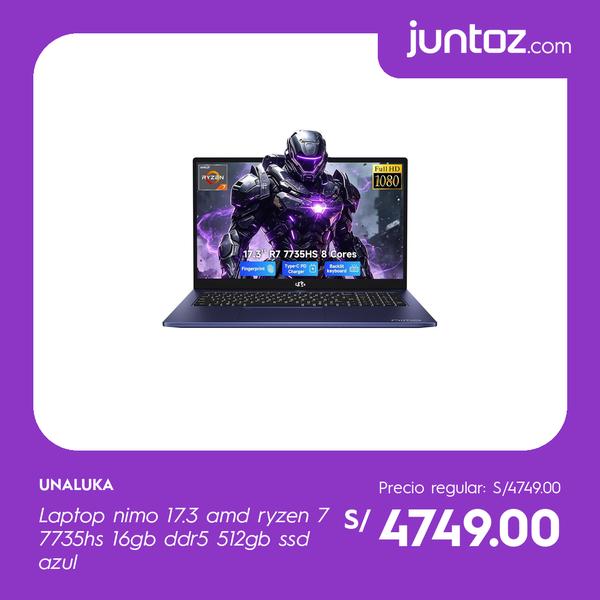 juntoz.com
AMD
RYZEN
7
Full HD
1080
17.3" R7 7735HS 8 Cores
Fingerprint
Type-C PD
Charger
Backlit
keyboard
UNALUKA
Laptop nimo 17.3 amd ryzen 7
7735hs 16gb ddr5 512gb ssd
azul
Precio regular: S/4749.00
S/ 4749.00